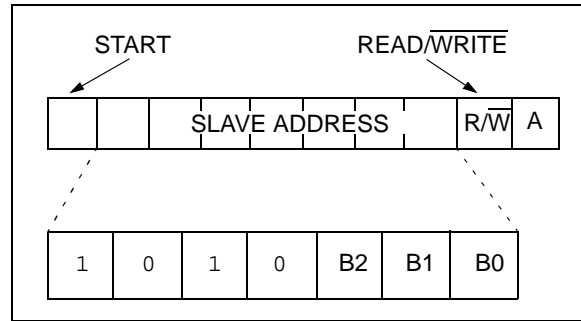 START READ/WRITE
SLAVE ADDRESS R/W A
1 0 1 0 B2 B1 B0